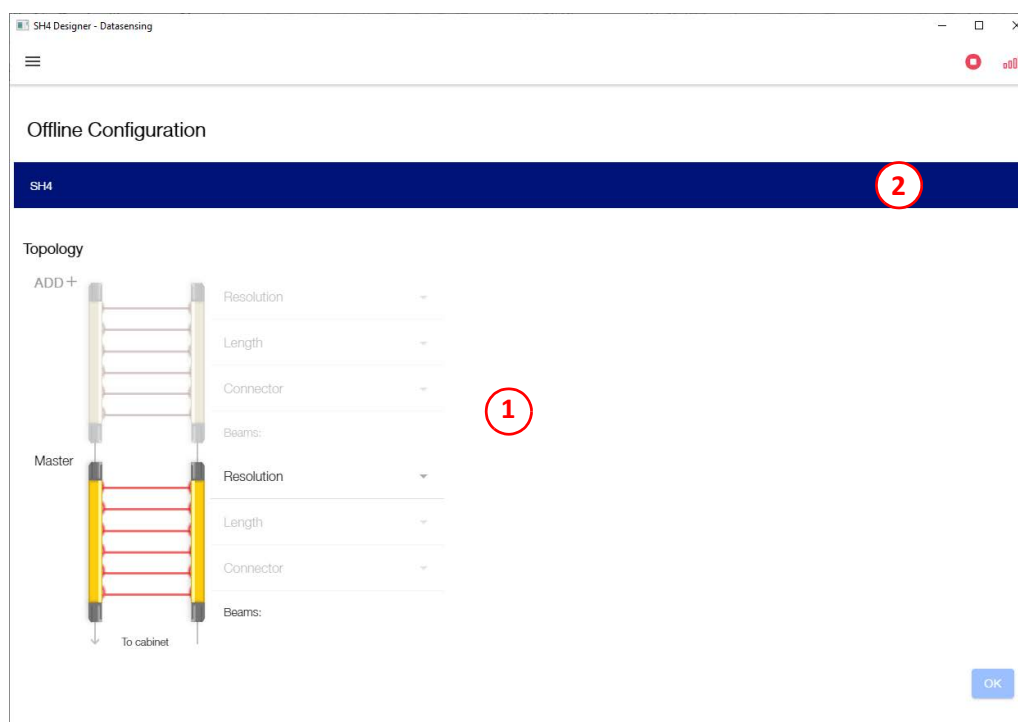 SH4 Designer - Datasensing
Offline Configuration
SH4
2
Topology
ADD+
Resolution
Length
Connector
Beams:
1
Master
Resolution
Length
Connector
Beams:
To cabinet
OK